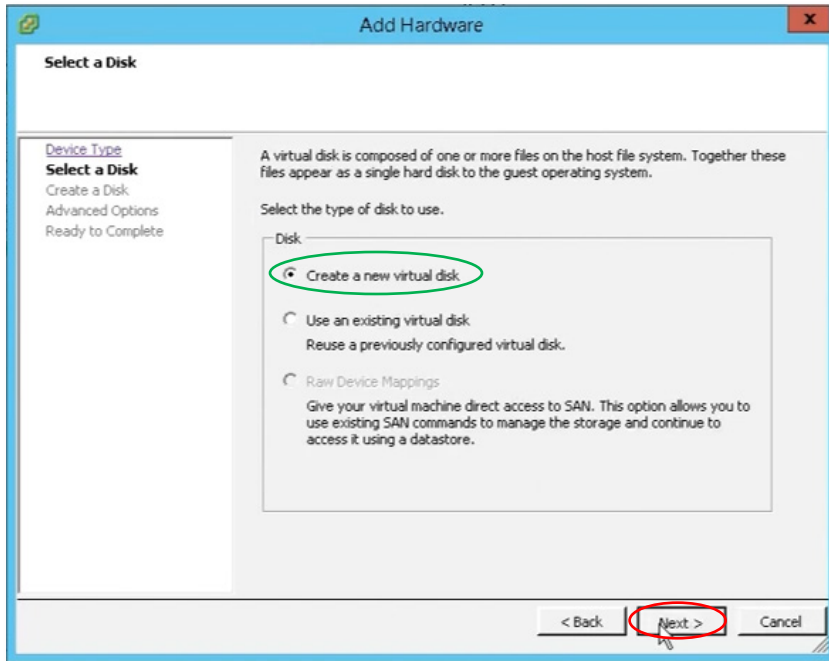 Add Hardware
x
Select a Disk
Device Type
Select a Disk
Create a Disk
Advanced Options
Ready to Complete
A virtual disk is composed of one or more files on the host file system. Together these
files appear as a single hard disk to the guest operating system.
Select the type of disk to use.
Disk
Create a new virtual disk
Use an existing virtual disk
Reuse a previously configured virtual disk.
Raw Device Mappings
Give your virtual machine direct access to SAN. This option allows you to
use existing SAN commands to manage the storage and continue to
access it using a datastore.
< Back
Next >
Cancel